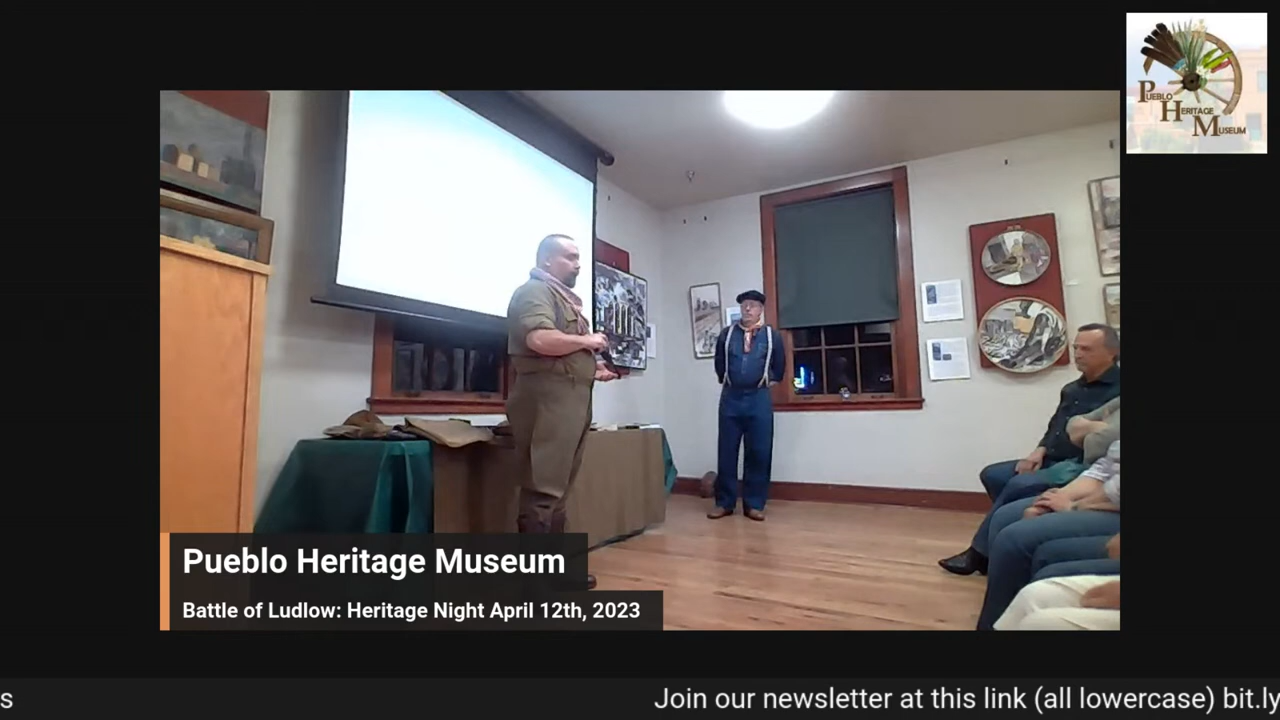 PUEBLO
HERITAGE
MUSEUM
Pueblo Heritage Museum
Battle of Ludlow: Heritage Night April 12th, 2023
s
Join our newsletter at this link (all lowercase) bit.ly